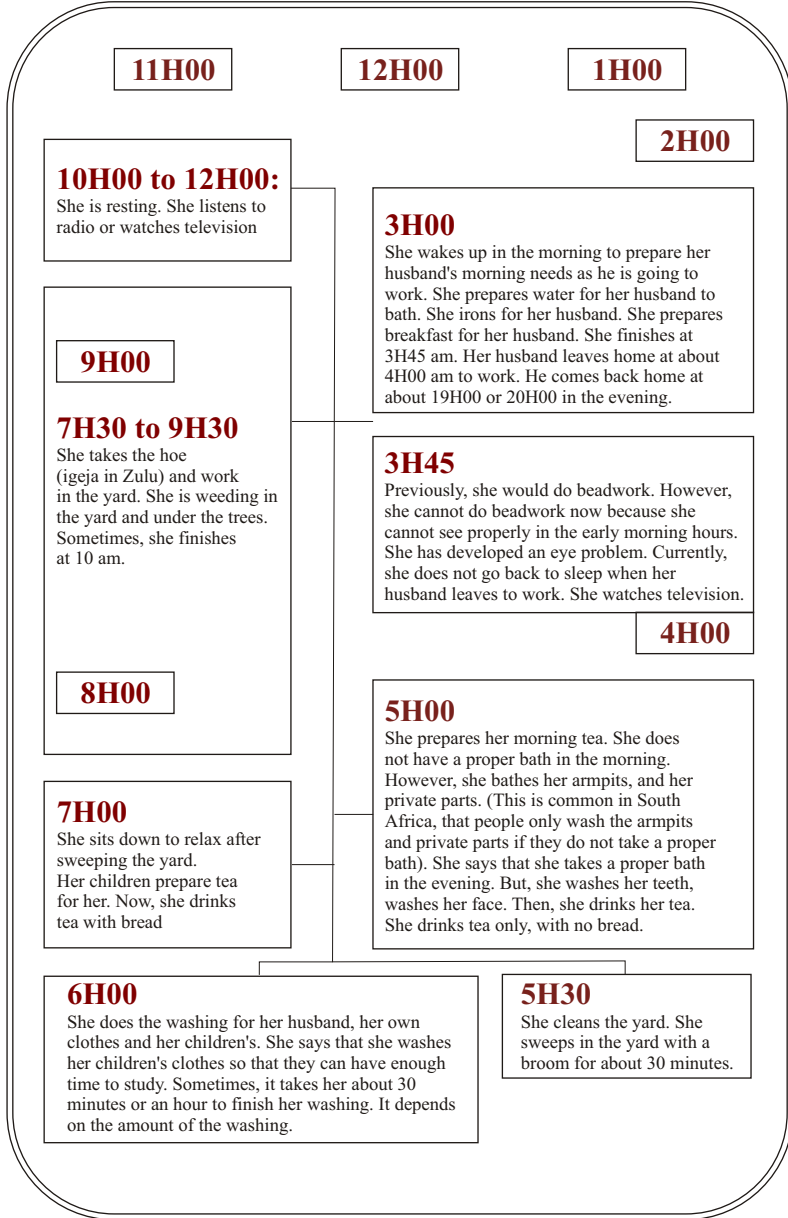 11H00
12H00
1H00
2H00
10H00 to 12H00:
She is resting. She listens to
radio or watches television
3H00
She wakes up in the morning to prepare her
husband's morning needs as he is going to
work. She prepares water for her husband to
bath. She irons for her husband. She prepares
breakfast for her husband. She finishes at
3H45 am. Her husband leaves home at about
4H00 am to work. He comes back home at
about 19H00 or 20H00 in the evening.
9H00
7H30 to 9H30
She takes the hoe
(igeja in Zulu) and work
in the yard. She is weeding in
the yard and under the trees.
Sometimes, she finishes
at 10 am.
8H00
3H45
Previously, she would do beadwork. However,
she cannot do beadwork now because she
cannot see properly in the early morning hours.
She has developed an eye problem. Currently,
she does not go back to sleep when her
husband leaves to work. She watches television.
4H00
5H00
She prepares her morning tea. She does
not have a proper bath in the morning.
However, she bathes her armpits, and her
private parts. (This is common in South
Africa, that people only wash the armpits
and private parts if they do not take a proper
bath). She says that she takes a proper bath
in the evening. But, she washes her teeth,
washes her face. Then, she drinks her tea.
She drinks tea only, with no bread.
7H00
She sits down to relax after
sweeping the yard.
Her children prepare tea
for her. Now, she drinks
tea with bread
6H00
She does the washing for her husband, her own
clothes and her children's. She says that she washes
her children's clothes so that they can have enough
time to study. Sometimes, it takes her about 30
minutes or an hour to finish her washing. It depends
on the amount of the washing.
5H30
She cleans the yard. She
sweeps in the yard with a
broom for about 30 minutes.